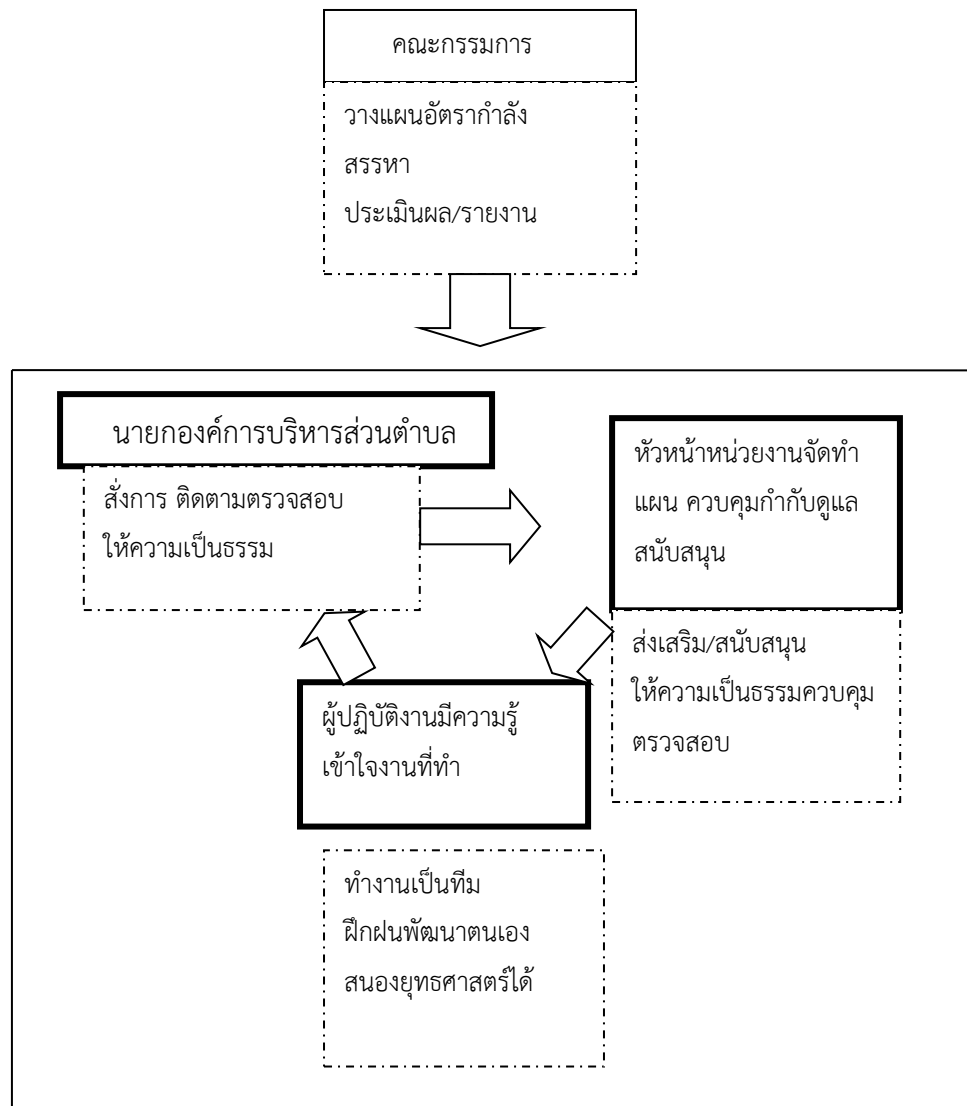 คณะกรรมการ
วางแผนอัตรากำลัง
สรรหา
ประเมินผล/รายงาน
นายกองค์การบริหารส่วนตำบล
สั่งการ ติดตามตรวจสอบ
ให้ความเป็นธรรม
หัวหน้าหน่วยงานจัดทำ
แผน ควบคุมกำกับดูแล
สนับสนุน
ส่งเสริม/สนับสนุน
ให้ความเป็นธรรมควบคุม
ตรวจสอบ
ผู้ปฏิบัติงานมีความรู้
เข้าใจงานที่ทำ
ทำงานเป็นทีม
ฝึกฝนพัฒนาตนเอง
สนองยุทธศาสตร์ได้